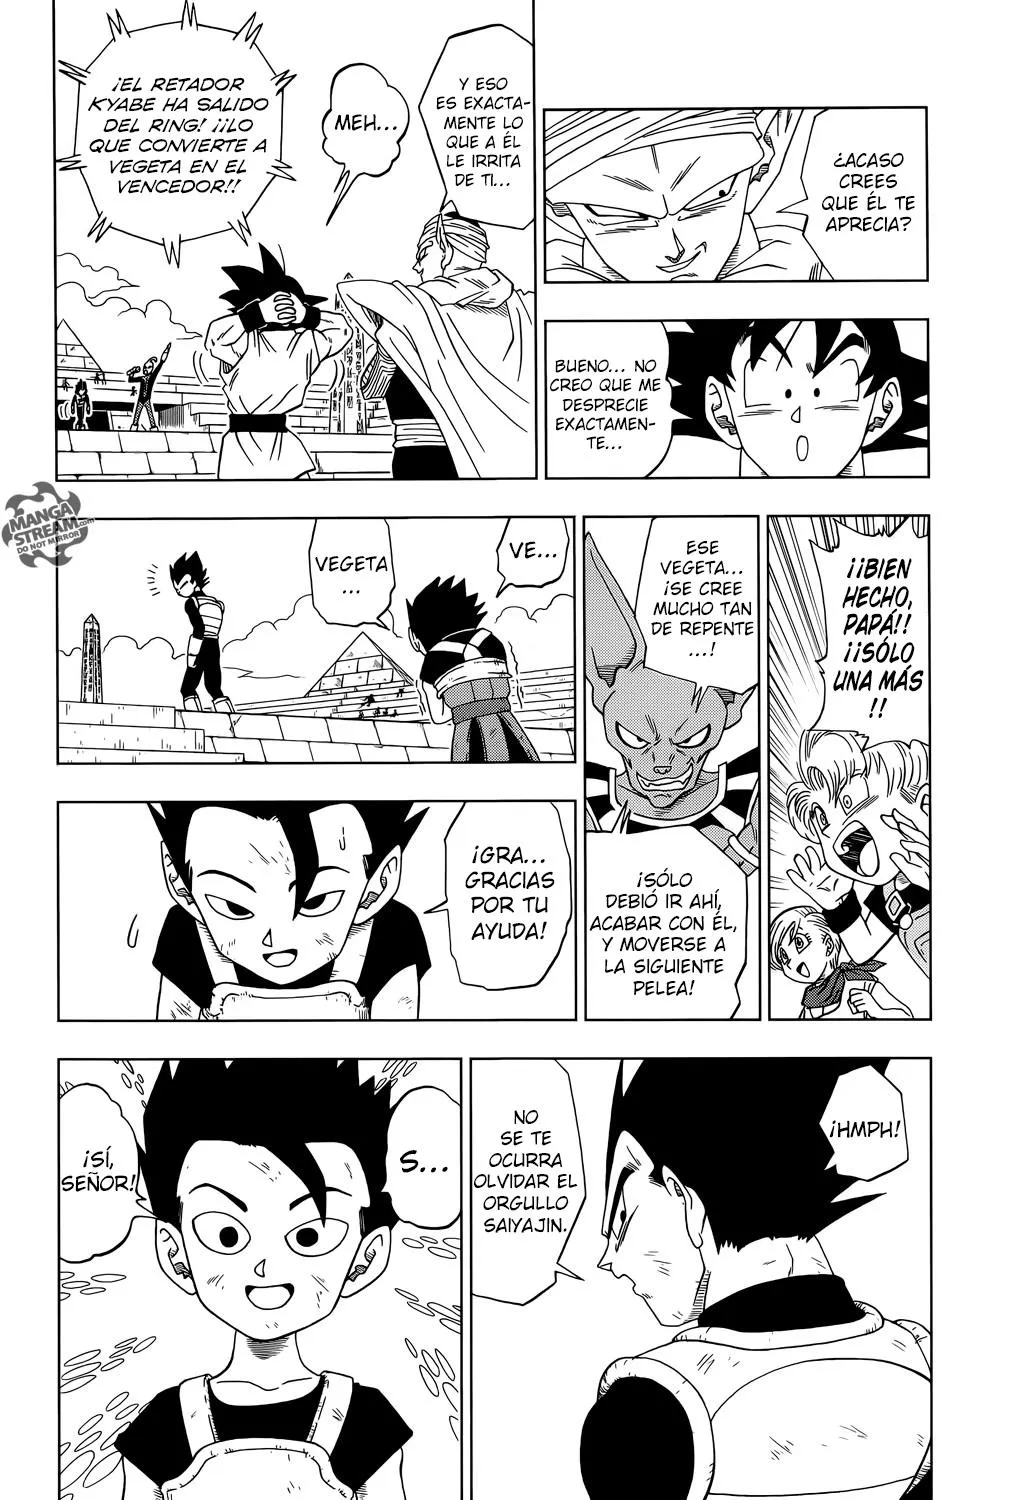 ¿ACASO
CREES
QUE ÉL TE
APRECIA?
BUENO... NO
CREO QUE ME
DESPRECIE
EXACTAMEN-
TE...
Y ESO
ES EXACTA-
MENTE LO
QUE A ÉL
LE IRRITA
DE TI...
MEH...
¡EL RETADOR
KYABE HA SALIDO
DEL RING! ¡¡LO
QUE CONVIERTE A
VEGETA EN EL
VENCEDOR!!
MANGA
STREAM.com
DO NOT MIRROR!
¡¡BIEN
HECHO,
PAPÁ!!
¡¡SÓLO
UNA MÁS
!!
ESE
VEGETA...
¡SE CREE
MUCHO TAN
DE REPENTE
...!
¡SÓLO
DEBIÓ IR AHÍ,
ACABAR CON ÉL,
Y MOVERSE A
LA SIGUIENTE
PELEA!
VE...
VEGETA
...
¡GRA...
GRACIAS
POR TU
AYUDA!
¡HMPH!
NO
SE TE
OCURRA
OLVIDAR EL
ORGULLO
SAIYAJIN.
S...
¡SÍ,
SEÑOR!